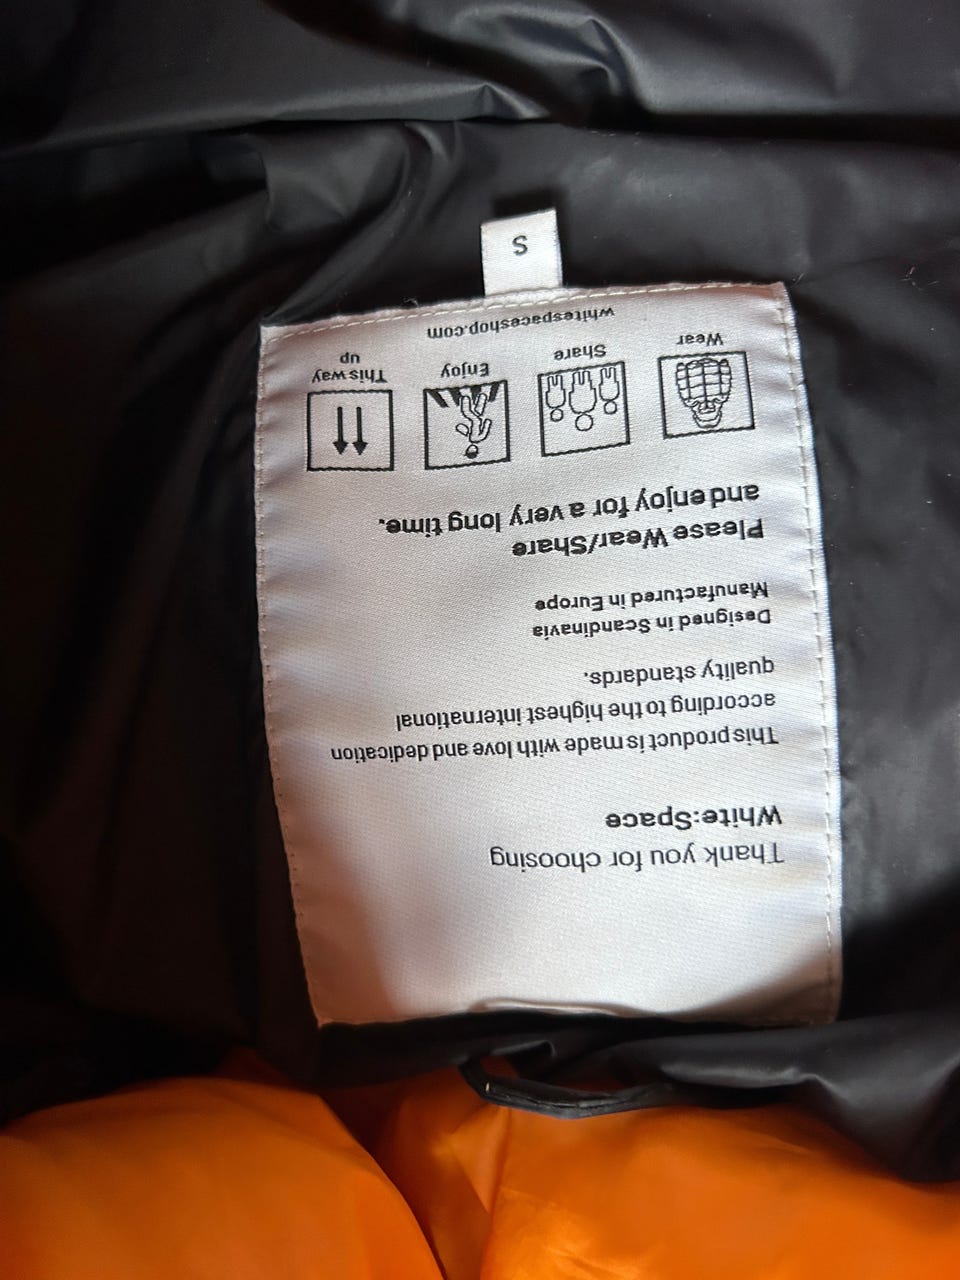 Thank you for choosing
White:Space
This product is made with love and dedication
according to the highest international
quality standards.
Designed in Scandinavia
Manufactured in Europe
Please Wear/Share
and enjoy for a very long time.
Wear
Share
Enjoy
This way
up
whitespaceshop.com
S